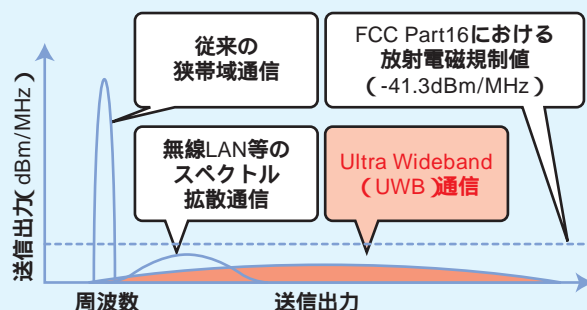 従来の
狭帯域通信
FCC Part16における
放射電磁規制値
(-41.3dBm/MHz)
無線LAN等の
スペクトル
拡散通信
Ultra Wideband
(UWB)通信
送信出力(dBm/MHz)
周波数
送信出力